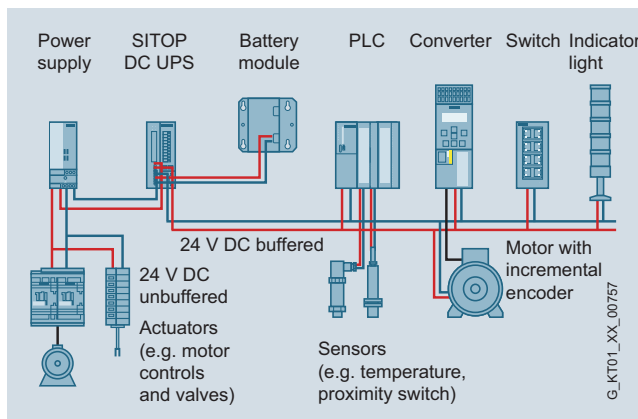 Power
supply
SITOP
DC UPS
Battery
module
PLC
Converter
Switch
Indicator
light
24 V DC buffered
24 V DC
unbuffered
Actuators
(e.g. motor
controls
and valves)
Sensors
(e.g. temperature,
proximity switch)
Motor with
incremental
encoder
G_KT01_XX_00757